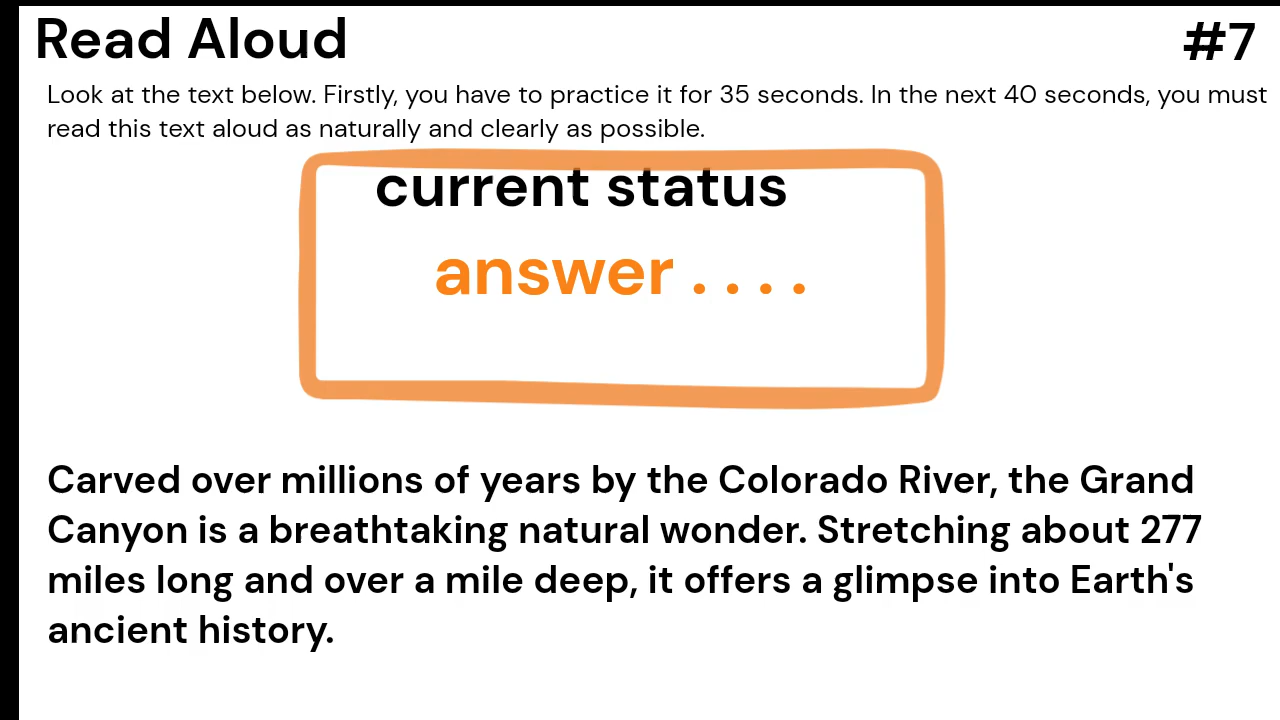 Read Aloud
#7
Look at the text below. Firstly, you have to practice it for 35 seconds. In the next 40 seconds, you must
read this text aloud as naturally and clearly as possible.
current status
answer . . . .
Carved over millions of years by the Colorado River, the Grand
Canyon is a breathtaking natural wonder. Stretching about 277
miles long and over a mile deep, it offers a glimpse into Earth's
ancient history.